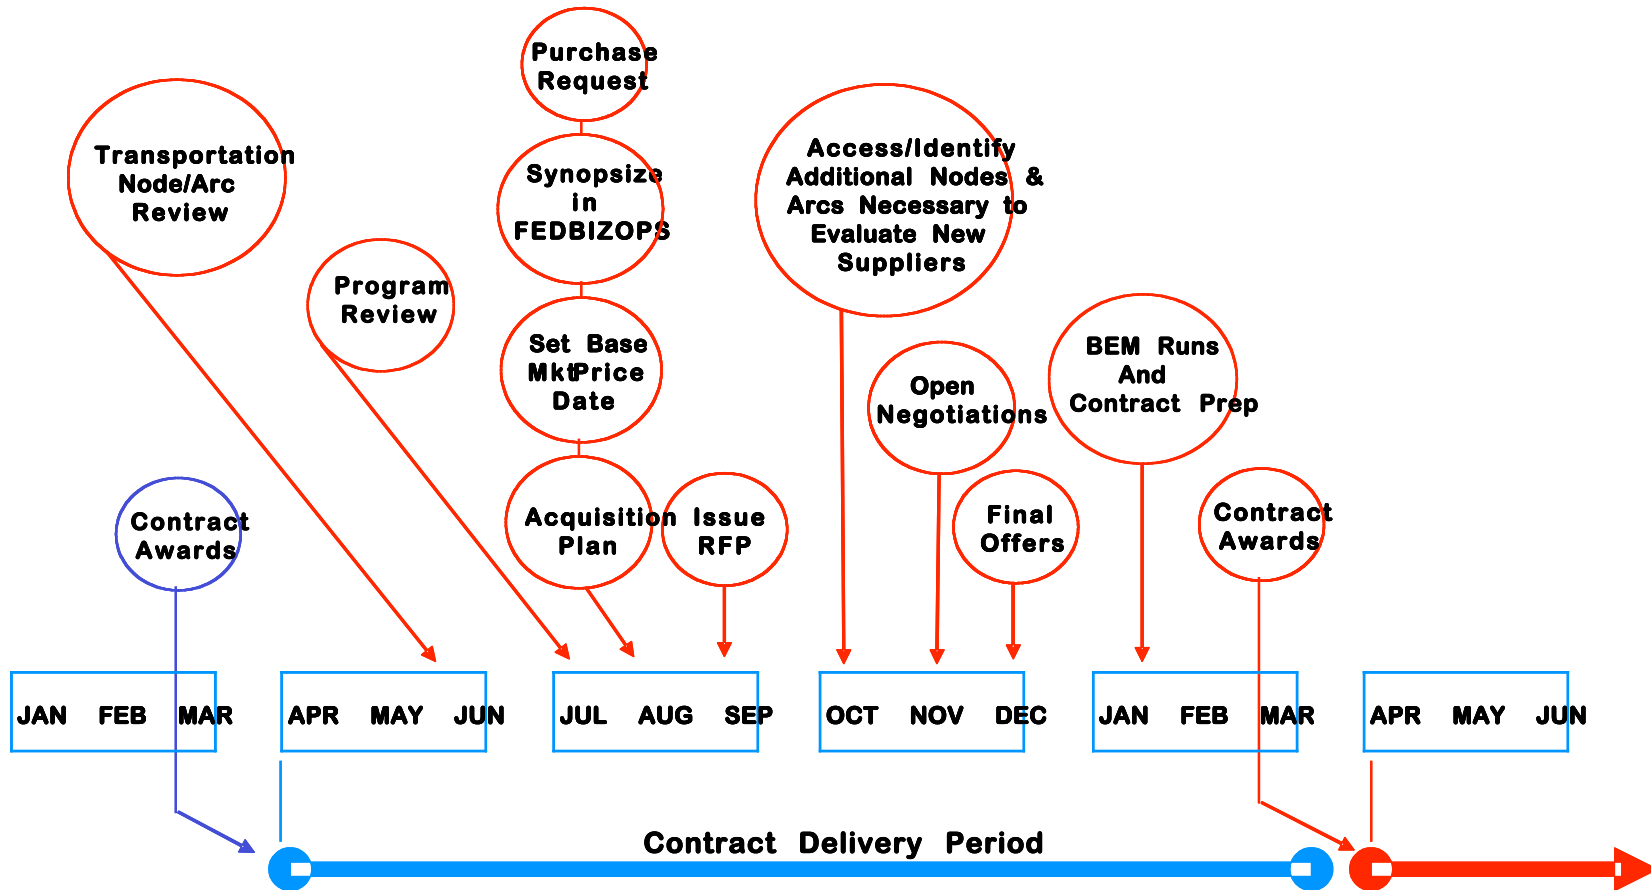 Purchase
Request
Transportation
Node/Arc
Review
Synopsize
in
FEDBIZOPS
Access/Identify
Additional Nodes &
Arcs Necessary to
Evaluate New
Suppliers
Program
Review
Set Base
MktPrice
Date
BEM Runs
And
Contract Prep
Open
Negotiations
Contract
Awards
Acquisition
Plan
Issue
RFP
Final
Offers
Contract
Awards
JAN FEB MAR
APR MAY JUN
JUL AUG SEP
OCT NOV DEC
JAN FEB MAR
APR MAY JUN
Contract Delivery Period